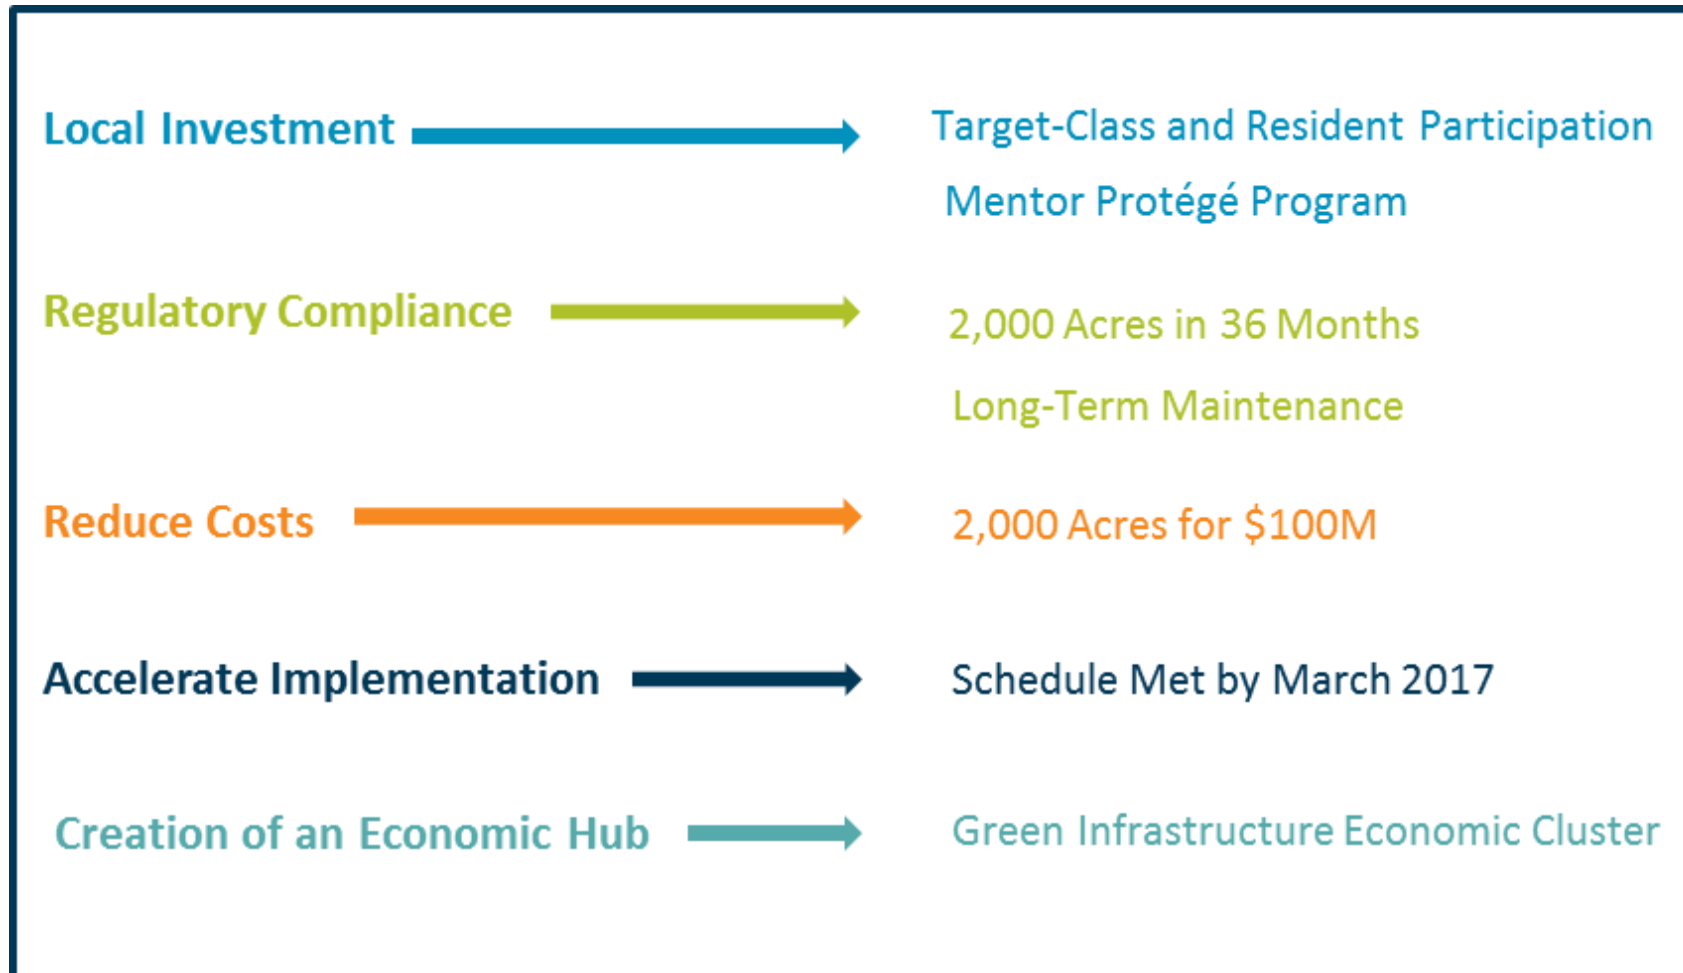 Local Investment
Target-Class and Resident Participation
Mentor Protégé Program
Regulatory Compliance
2,000 Acres in 36 Months
Long-Term Maintenance
Reduce Costs
2,000 Acres for $100M
Accelerate Implementation
Schedule Met by March 2017
Creation of an Economic Hub
Green Infrastructure Economic Cluster